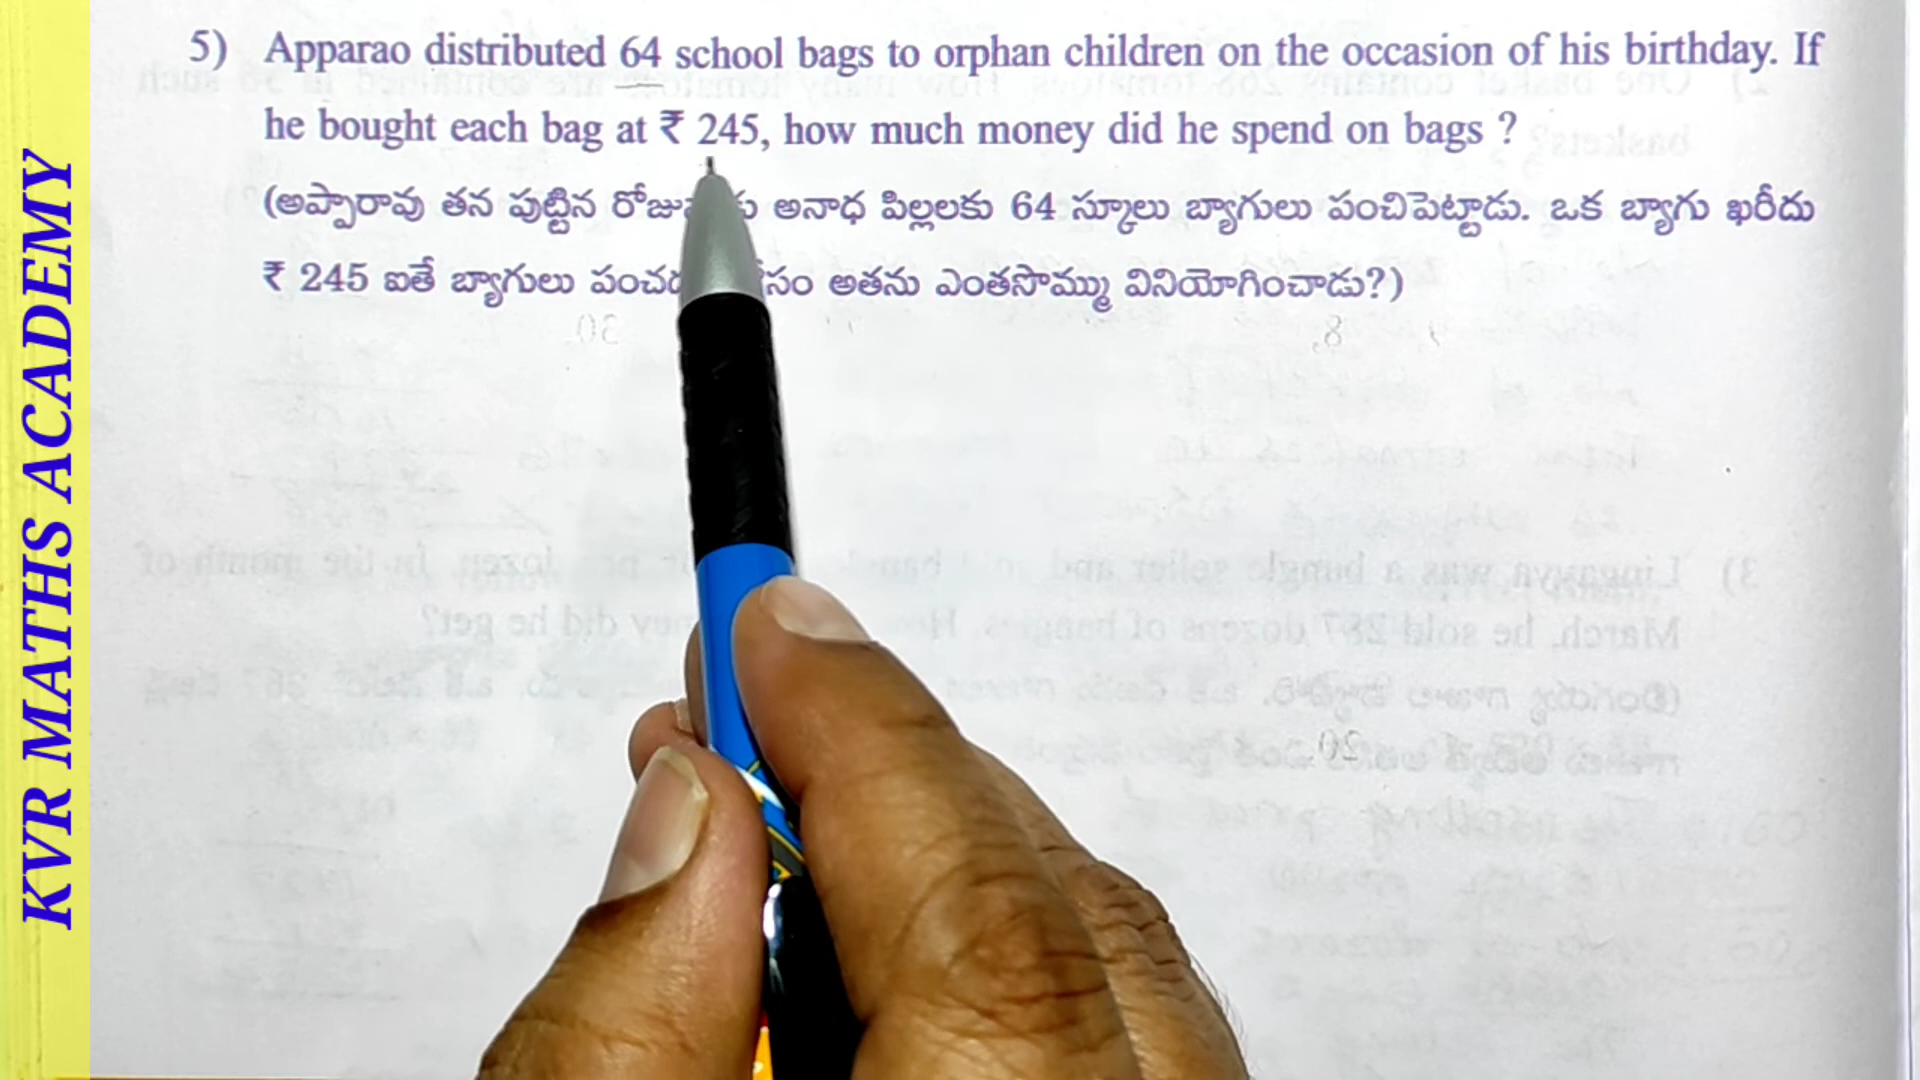 KVR MATHS ACADEMY
5) Apparao distributed 64 school bags to orphan children on the occasion of his birthday. If
he bought each bag at ₹ 245, how much money did he spend on bags ?
(అప్పారావు తన పుట్టిన అనాధ పిల్లలకు 64 స్కూలు బ్యాగులు పంచిపెట్టాడు. ఒక బ్యాగు ఖరీదు
₹ 245 ఐతే బ్యాగులు అతను ఎంతసొమ్ము వినియోగించాడు?)